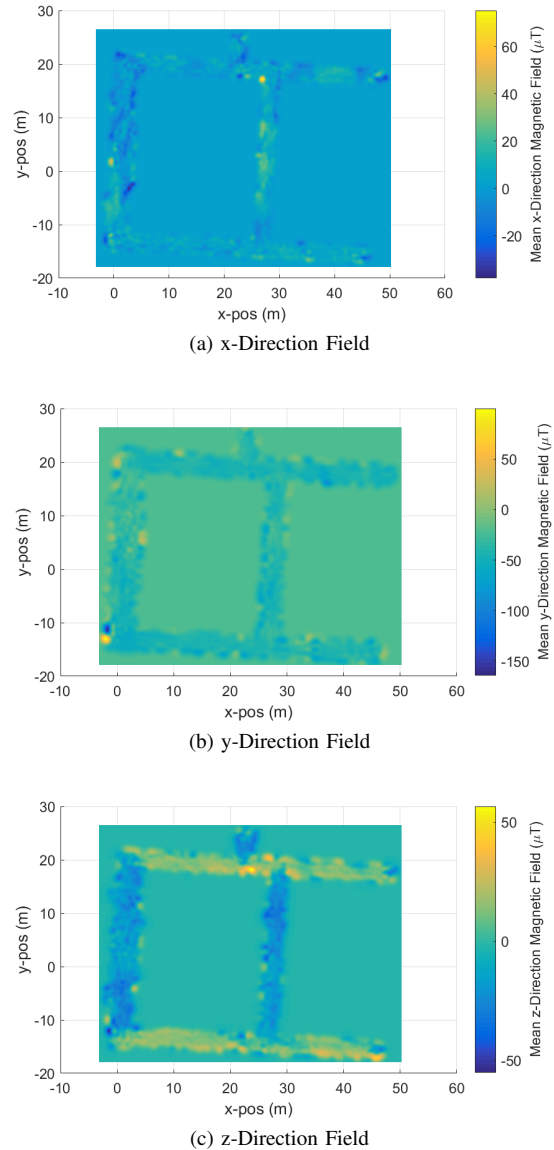 30
20
10
0
-10
-20
-10 0 10 20 30 40 50 60
x-pos (m)
y-pos (m)
60
40
20
0
-20
Mean x-Direction Magnetic Field (μT)
(a) x-Direction Field
30
20
10
0
-10
-20
-10 0 10 20 30 40 50 60
x-pos (m)
y-pos (m)
50
0
-50
-100
-150
Mean y-Direction Magnetic Field (μT)
(b) y-Direction Field
30
20
10
0
-10
-20
-10 0 10 20 30 40 50 60
x-pos (m)
y-pos (m)
50
0
-50
Mean z-Direction Magnetic Field (μT)
(c) z-Direction Field